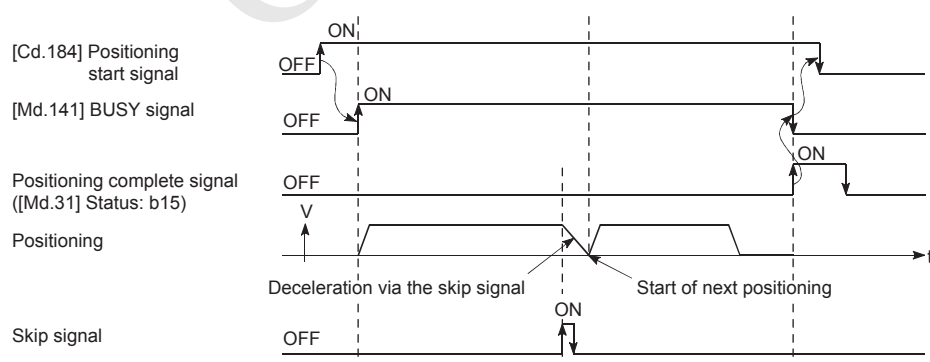 ON
[Cd.184] Positioning
start signal
OFF
[Md.141] BUSY signal
ON
OFF
ON
Positioning complete signal
([Md.31] Status: b15)
OFF
V
Positioning
t
Deceleration via the skip signal
Start of next positioning
ON
Skip signal
OFF